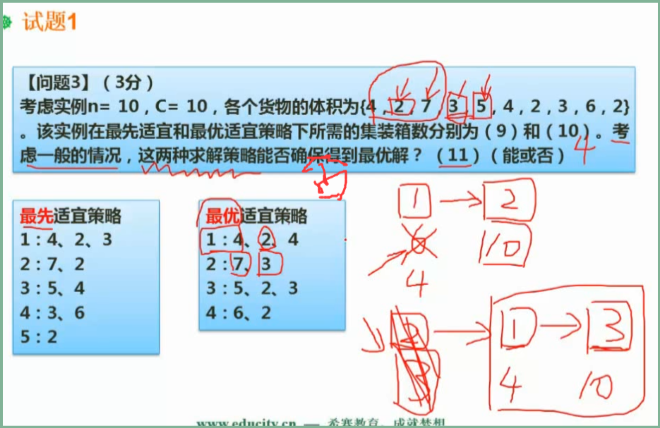 试题1
【问题3】（3分）
考虑实例n= 10，C= 10，各个货物的体积为{4，2，7，3，5，4，2，3，6，2}
。该实例在最先适宜和最优适宜策略下所需的集装箱数分别为（9）和（10）。考
虑一般的情况，这两种求解策略能否确保得到最优解？（11）（能或否）
4
最先适宜策略
1：4、2、3
2：7、2
3：5、4
4：3、6
5：2
最优适宜策略
1：4、2、4
2：7、3
3：5、2、3
4：6、2
1 2
10
4
1 3
4 10
www.educity.cn — 希赛教育，成就梦想